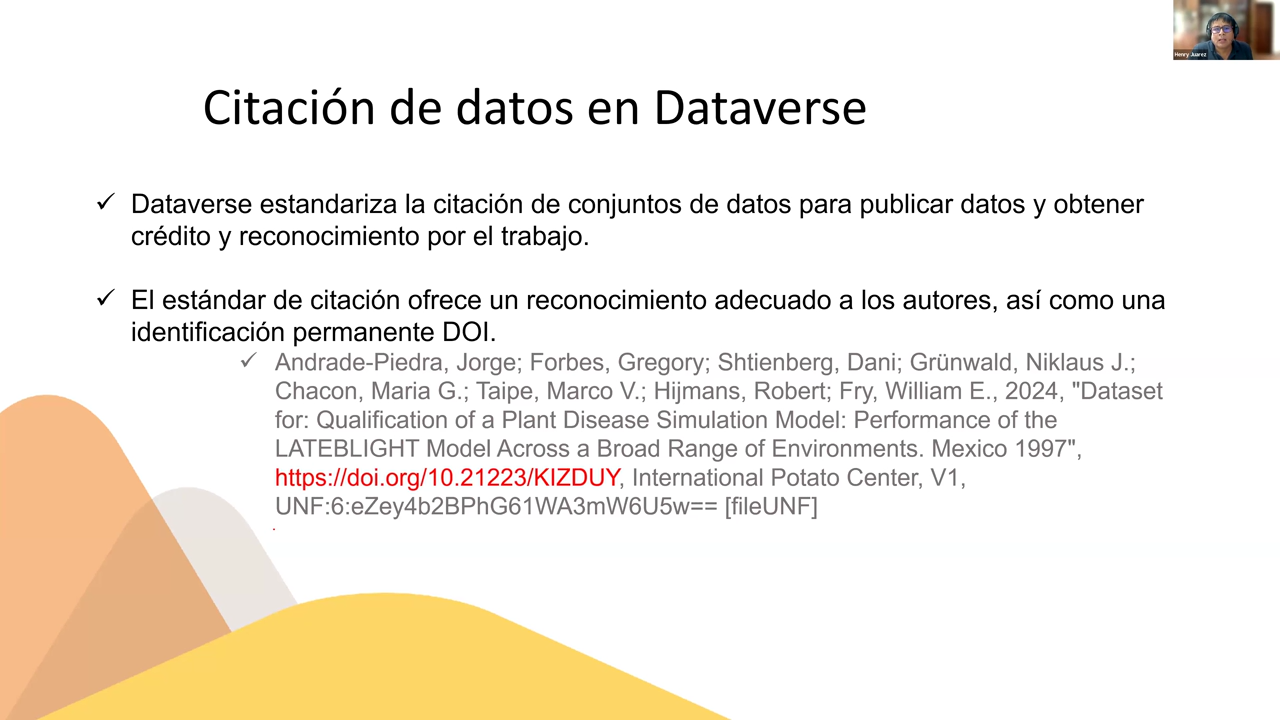 Henry Juarez
Citación de datos en Dataverse
✓ Dataverse estandariza la citación de conjuntos de datos para publicar datos y obtener
crédito y reconocimiento por el trabajo.
✓ El estándar de citación ofrece un reconocimiento adecuado a los autores, así como una
identificación permanente DOI.
✓ Andrade-Piedra, Jorge; Forbes, Gregory; Shtienberg, Dani; Grünwald, Niklaus J.;
Chacon, Maria G.; Taipe, Marco V.; Hijmans, Robert; Fry, William E., 2024, "Dataset
for: Qualification of a Plant Disease Simulation Model: Performance of the
LATEBLIGHT Model Across a Broad Range of Environments. Mexico 1997",
https://doi.org/10.21223/KIZDUY, International Potato Center, V1,
UNF:6:eZey4b2BPhG61WA3mW6U5w== [fileUNF]